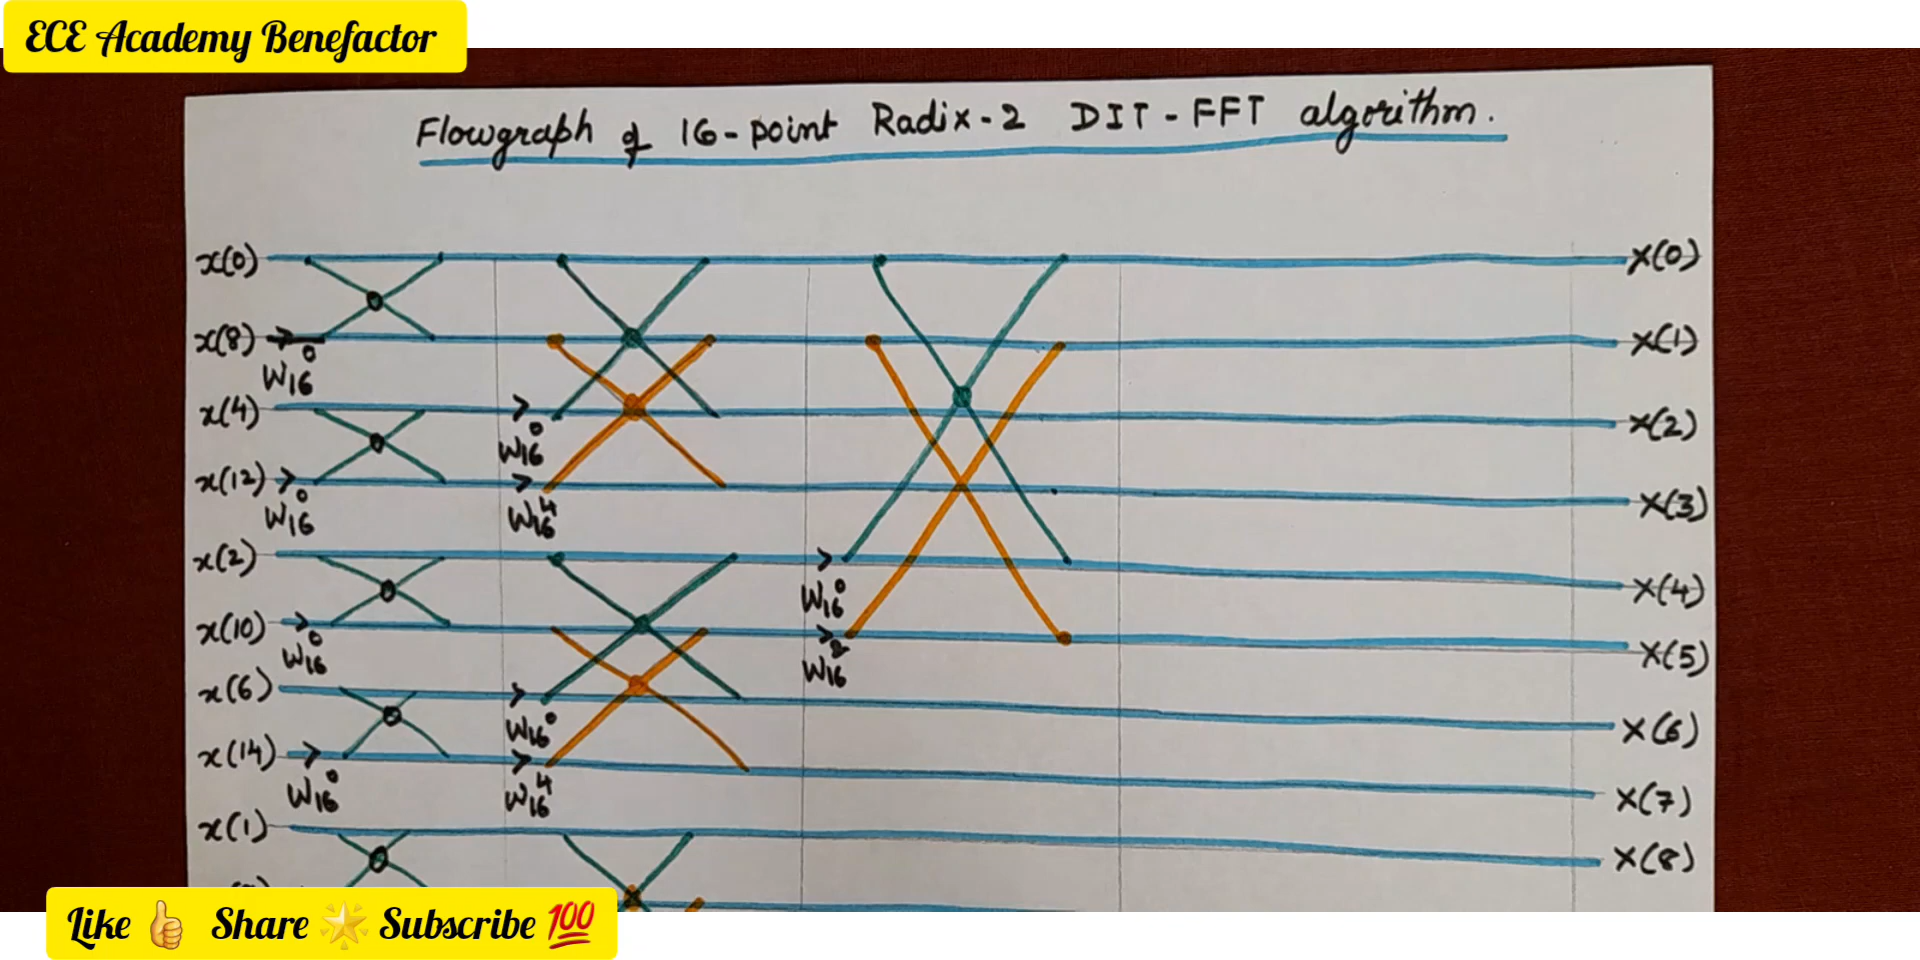 ECE Academy Benefactor
Flowgraph of 16-point Radix-2 DIT-FFT algorithm.
x(0) X(0)
x(8) X(1)
W16^0
x(4) X(2)
W16^0
x(12) X(3)
W16^0 W16^4
x(2) X(4)
W16^0
x(10) X(5)
W16^0 W16^2
x(6) X(6)
W16^0
x(14) X(7)
W16^0 W16^4
x(1) X(8)
Like 👍 Share 🌟 Subscribe 💯